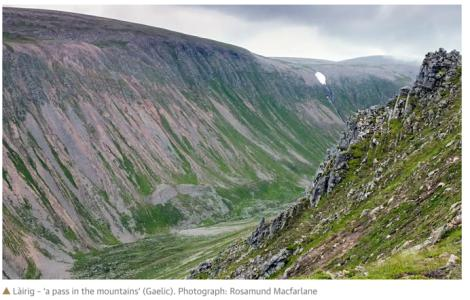 Làirig – ‘a pass in the mountains’ (Gaelic). Photograph: Rosamund Macfarlane